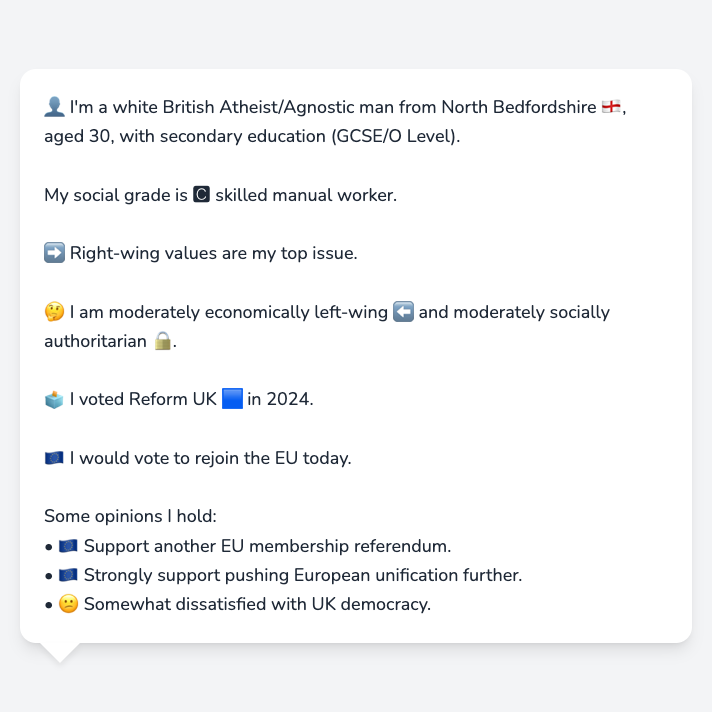 👤 I'm a white British Atheist/Agnostic man from North Bedfordshire 🏴󠁧󠁢󠁥󠁮󠁧󠁿,
aged 30, with secondary education (GCSE/O Level).
My social grade is 🅲 skilled manual worker.
➡️ Right-wing values are my top issue.
🤔 I am moderately economically left-wing ⬅️ and moderately socially
authoritarian 🔒.
🗳️ I voted Reform UK 🟦 in 2024.
🇪🇺 I would vote to rejoin the EU today.
Some opinions I hold:
• 🇪🇺 Support another EU membership referendum.
• 🇪🇺 Strongly support pushing European unification further.
• 😕 Somewhat dissatisfied with UK democracy.